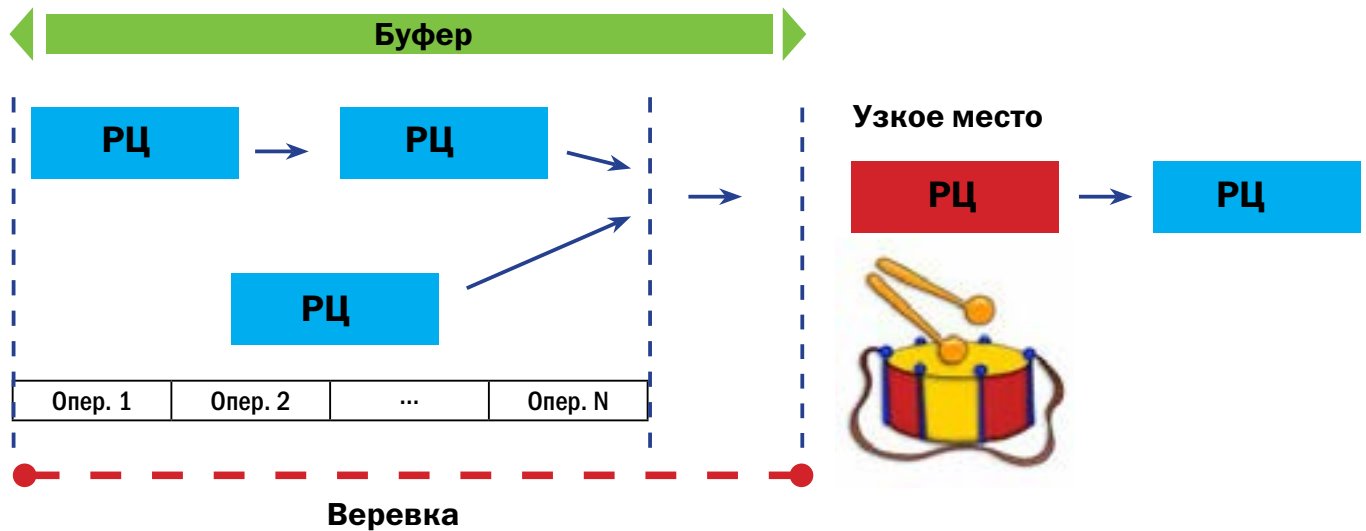 Буфер
РЦ
РЦ
Узкое место
РЦ
РЦ
РЦ
Опер. 1
Опер. 2
...
Опер. N
Веревка